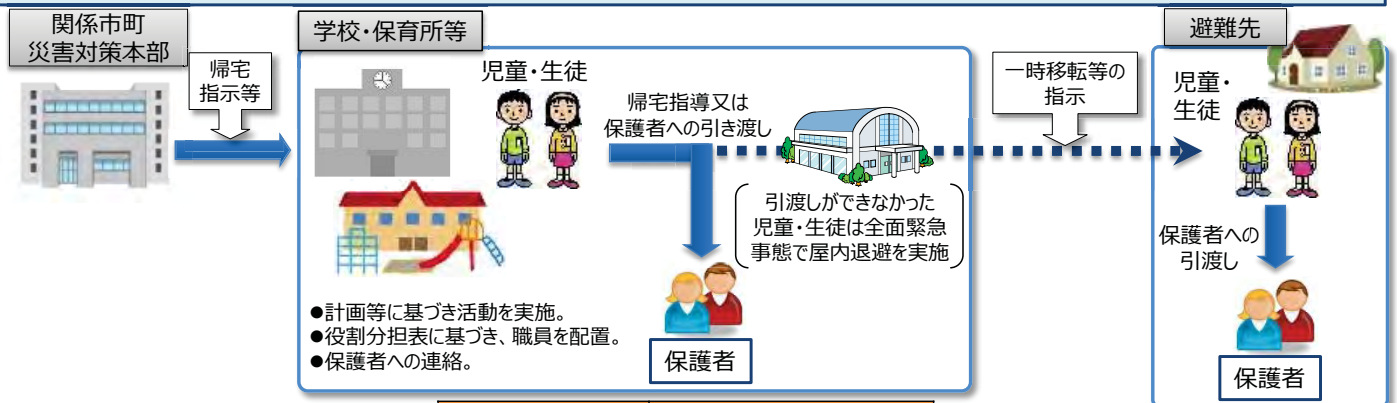 関係市町
災害対策本部
帰宅
指示等
学校・保育所等
児童・生徒
帰宅指導又は
保護者への引き渡し
引渡しができなかった
児童・生徒は全面緊急
事態で屋内退避を実施
●計画等に基づき活動を実施。
●役割分担表に基づき、職員を配置。
●保護者への連絡。
保護者
一時移転等の
指示
避難先
児童・
生徒
保護者への
引渡し
保護者